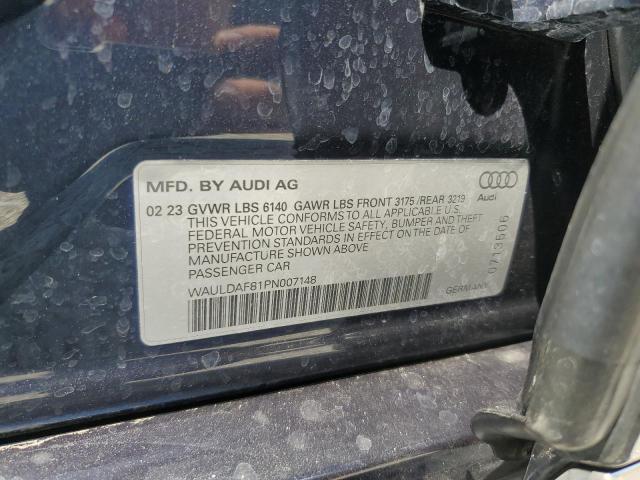 MFD. BY AUDI AG
Audi
02 23 GVWR LBS 6140 GAWR LBS FRONT 3175 /REAR 3219
THIS VEHICLE CONFORMS TO ALL APPLICABLE
FEDERAL MOTOR VEHICLE SAFETY, BUMPER AND THEFT
PREVENTION STANDARDS IN EFFECT ON THE DATE OF
MANUFACTURE SHOWN ABOVE
PASSENGER CAR
WAULDAF81PN007148
GERMANY
0713506